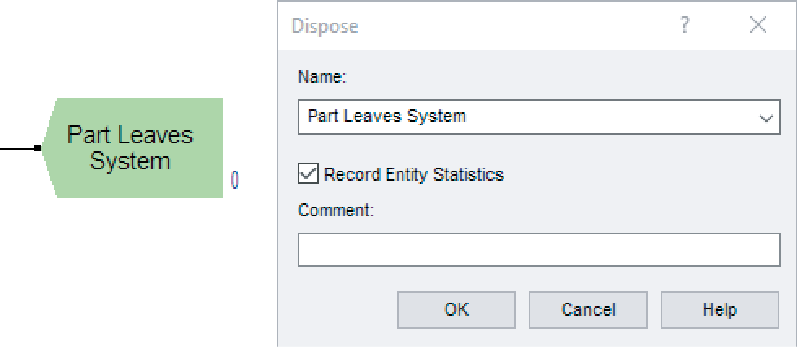 Part Leaves
System
0
Dispose
?
Name:
Part Leaves System
Record Entity Statistics
Comment:
OK
Cancel
Help